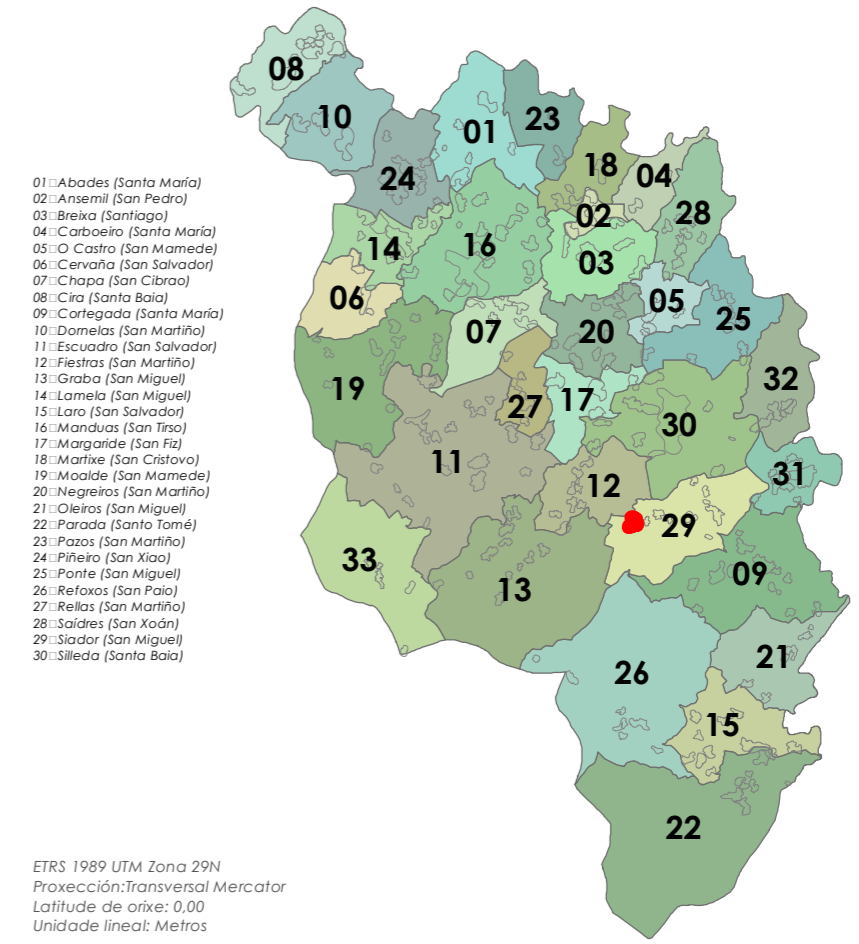 08
10
01
23
24
18
04
02
28
14
16
03
06
05
07
20
25
19
27
17
32
30
11
12
31
29
33
13
09
26
21
15
22
01□Abades (Santa María)
02□Ansemil (San Pedro)
03□Breixa (Santiago)
04□Carboeiro (Santa María)
05□O Castro (San Mamede)
06□Cervaña (San Salvador)
07□Chapa (San Cibrao)
08□Cira (Santa Baia)
09□Cortegada (Santa María)
10□Dornelas (San Martiño)
11□Escuadro (San Salvador)
12□Fiestras (San Martiño)
13□Graba (San Miguel)
14□Lamela (San Miguel)
15□Laro (San Salvador)
16□Manduas (San Tirso)
17□Margaride (San Fiz)
18□Martixe (San Cristovo)
19□Moalde (San Mamede)
20□Negreiros (San Martiño)
21□Oleiros (San Miguel)
22□Parada (Santo Tomé)
23□Pazos (San Martiño)
24□Piñeiro (San Xiao)
25□Ponte (San Miguel)
26□Refoxos (San Paio)
27□Rellas (San Martiño)
28□Saídres (San Xoán)
29□Siador (San Miguel)
30□Silleda (Santa Baia)
ETRS 1989 UTM Zona 29N
Proxección:Transversal Mercator
Latitude de orixe: 0,00
Unidade lineal: Metros